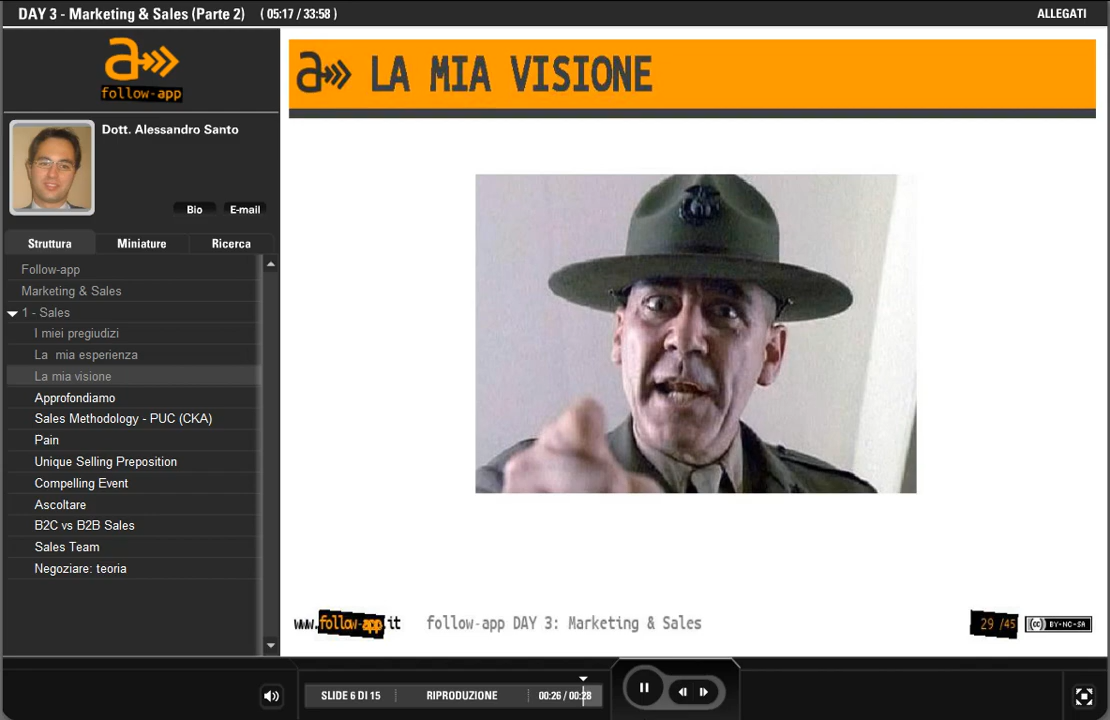 DAY 3 - Marketing & Sales (Parte 2) ( 05:17 / 33:58 )
ALLEGATI
a
follow-app
Dott. Alessandro Santo
Bio
E-mail
Struttura
Miniature
Ricerca
Follow-app
Marketing & Sales
1 - Sales
I miei pregiudizi
La mia esperienza
La mia visione
Approfondiamo
Sales Methodology - PUC (CKA)
Pain
Unique Selling Preposition
Compelling Event
Ascoltare
B2C vs B2B Sales
Sales Team
Negoziare: teoria
a LA MIA VISIONE
www.follow-app.it
follow-app DAY 3: Marketing & Sales
29 /45
(cc) BY-NC-SA
SLIDE 6 DI 15
RIPRODUZIONE
00:26 / 00:28